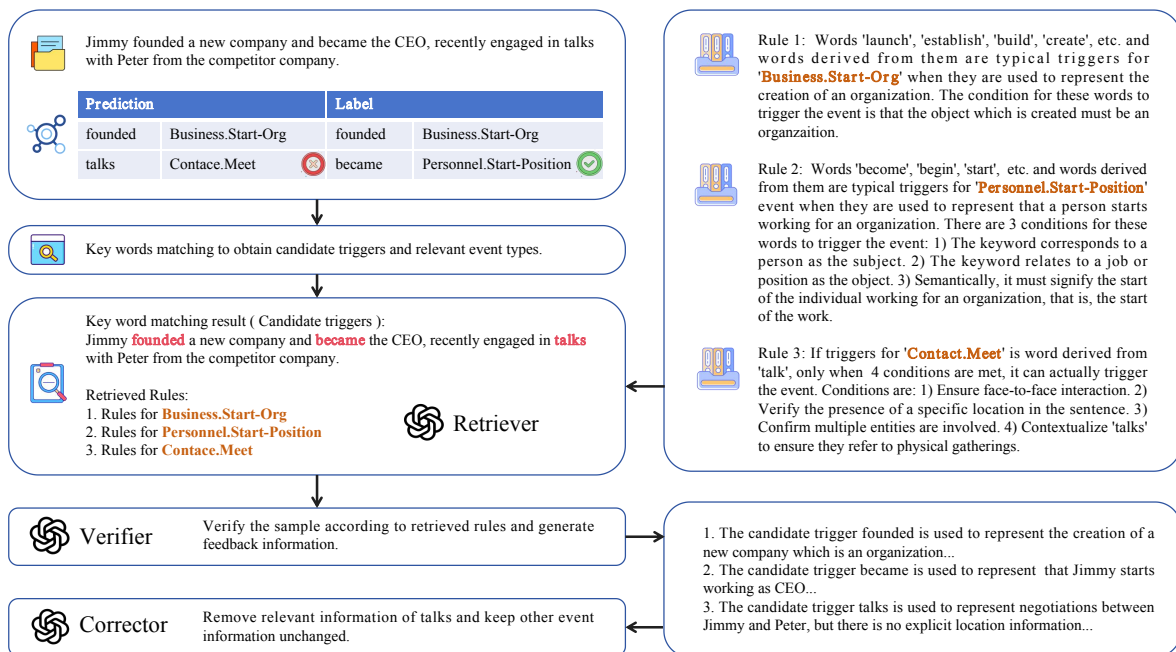 Jimmy founded a new company and became the CEO, recently engaged in talks
with Peter from the competitor company.
Prediction Label
founded Business.Start-Org founded Business.Start-Org
talks Contace.Meet became Personnel.Start-Position
Key words matching to obtain candidate triggers and relevant event types.
Key word matching result ( Candidate triggers ):
Jimmy founded a new company and became the CEO, recently engaged in talks
with Peter from the competitor company.
Retrieved Rules:
1. Rules for Business.Start-Org
2. Rules for Personnel.Start-Position
3. Rules for Contace.Meet
Retriever
Rule 1: Words 'launch', 'establish', 'build', 'create', etc. and
words derived from them are typical triggers for
'Business.Start-Org' when they are used to represent the
creation of an organization. The condition for these words to
trigger the event is that the object which is created must be an
organzaition.
Rule 2: Words 'become', 'begin', 'start', etc. and words derived
from them are typical triggers for 'Personnel.Start-Position'
event when they are used to represent that a person starts
working for an organization. There are 3 conditions for these
words to trigger the event: 1) The keyword corresponds to a
person as the subject. 2) The keyword relates to a job or
position as the object. 3) Semantically, it must signify the start
of the individual working for an organization, that is, the start
of the work.
Rule 3: If triggers for 'Contact.Meet' is word derived from
'talk', only when 4 conditions are met, it can actually trigger
the event. Conditions are: 1) Ensure face-to-face interaction. 2)
Verify the presence of a specific location in the sentence. 3)
Confirm multiple entities are involved. 4) Contextualize 'talks'
to ensure they refer to physical gatherings.
Verifier
Verify the sample according to retrieved rules and generate
feedback information.
1. The candidate trigger founded is used to represent the creation of a
new company which is an organization...
2. The candidate trigger became is used to represent that Jimmy starts
working as CEO...
3. The candidate trigger talks is used to represent negotiations between
Jimmy and Peter, but there is no explicit location information...
Corrector
Remove relevant information of talks and keep other event
information unchanged.